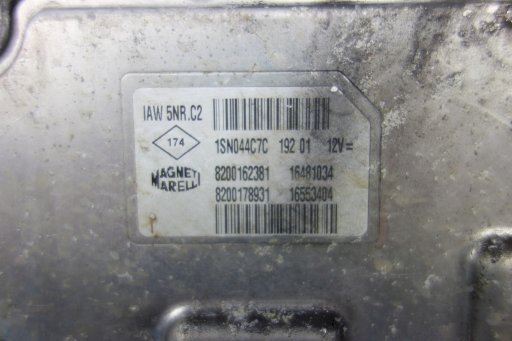 IAW 5NR.C2
174
1SN044C7C 192 01 12V=
MAGNETI MARELLI
8200162381 16481034
8200178931 16553404